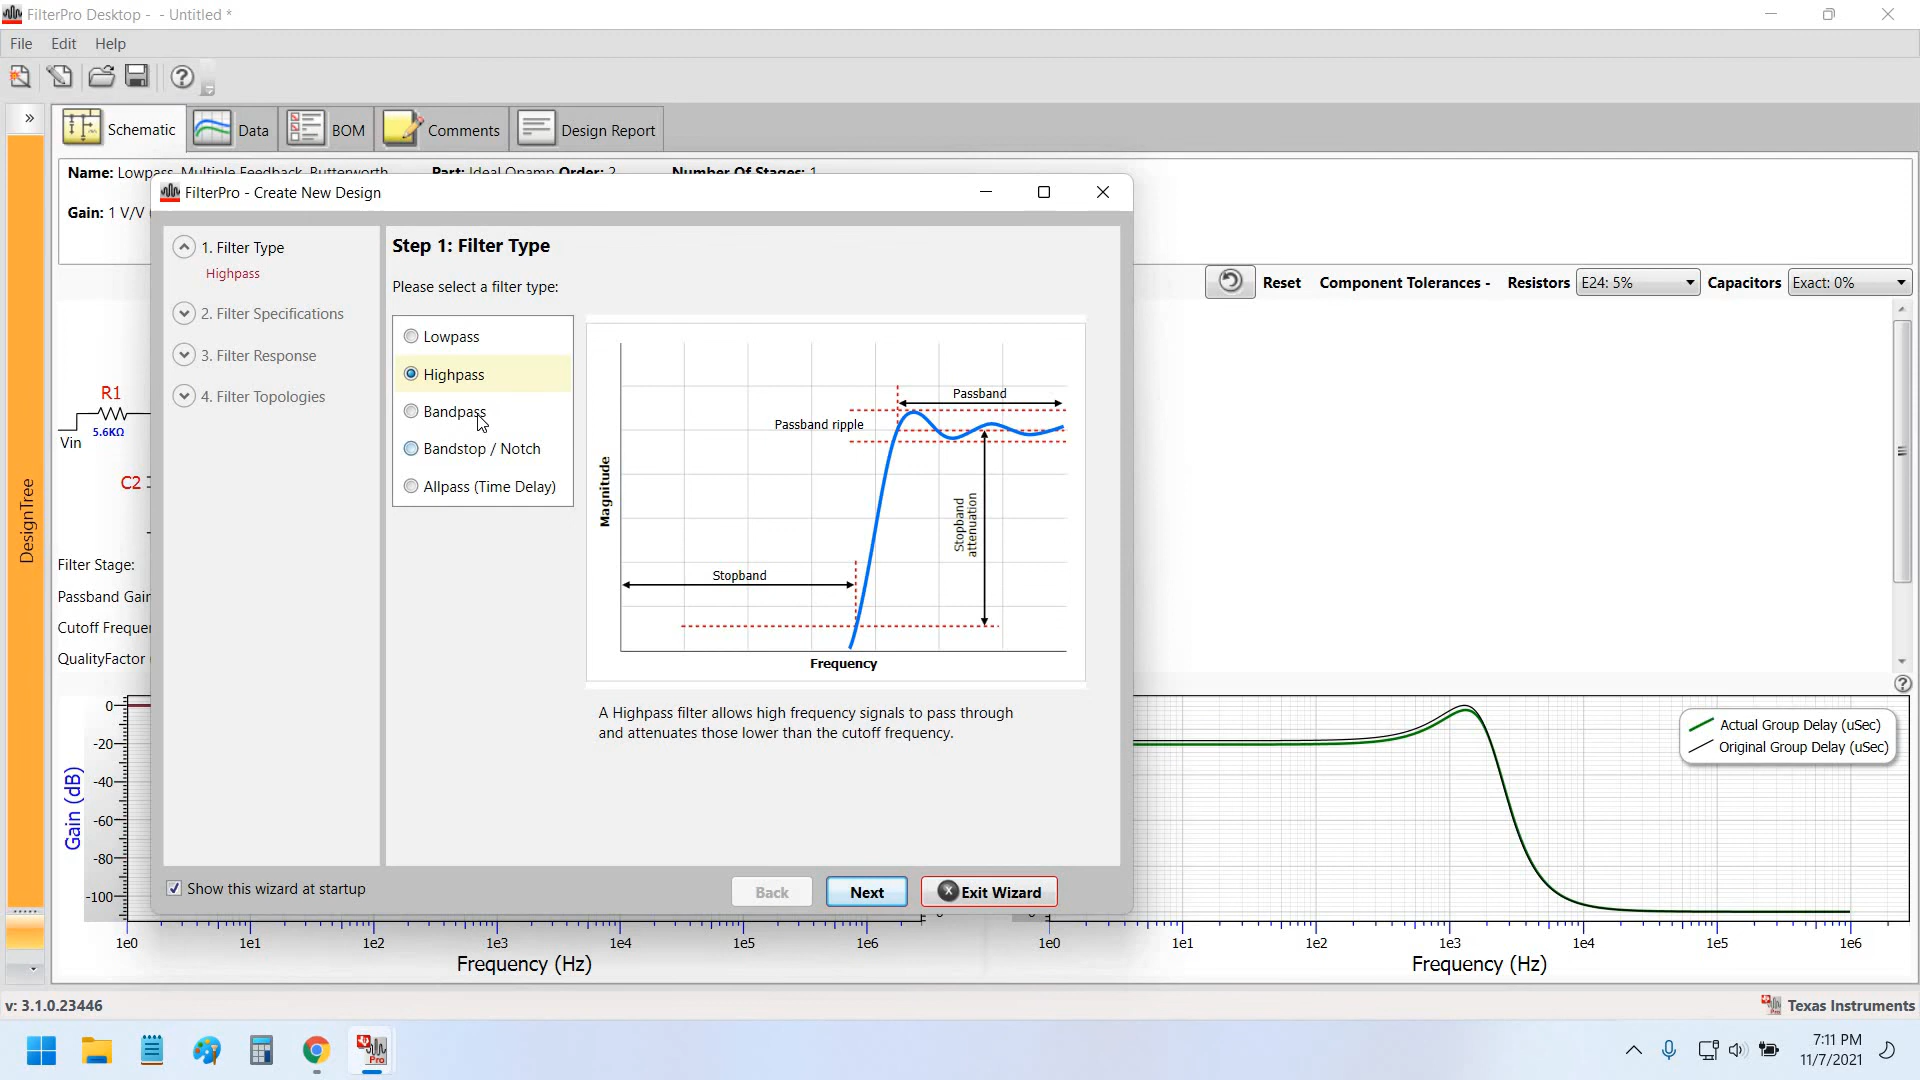 FilterPro Desktop - - Untitled *
File Edit Help
Schematic Data BOM Comments Design Report
Name: Lowpass, Multiple Feedback, Butterworth Part: Ideal Opamp Order: 2 Number Of Stages: 1
Gain: 1 V/V
FilterPro - Create New Design
1. Filter Type
Highpass
2. Filter Specifications
3. Filter Response
4. Filter Topologies
Step 1: Filter Type
Please select a filter type:
Lowpass
Highpass
Bandpass
Bandstop / Notch
Allpass (Time Delay)
Passband
Passband ripple
Magnitude
Stopband
attenuation
Stopband
Frequency
A Highpass filter allows high frequency signals to pass through
and attenuates those lower than the cutoff frequency.
Show this wizard at startup
Back Next Exit Wizard
Reset Component Tolerances - Resistors E24: 5% Capacitors Exact: 0%
DesignTree
R1
5.6KΩ
Vin
C2
Filter Stage:
Passband Gain
Cutoff Frequen
QualityFactor
Gain (dB)
0
-20
-40
-60
-80
-100
1e0 1e1 1e2 1e3 1e4 1e5 1e6
Frequency (Hz)
Actual Group Delay (uSec)
Original Group Delay (uSec)
1e0 1e1 1e2 1e3 1e4 1e5 1e6
Frequency (Hz)
v: 3.1.0.23446
Texas Instruments
Pro
7:11 PM
11/7/2021